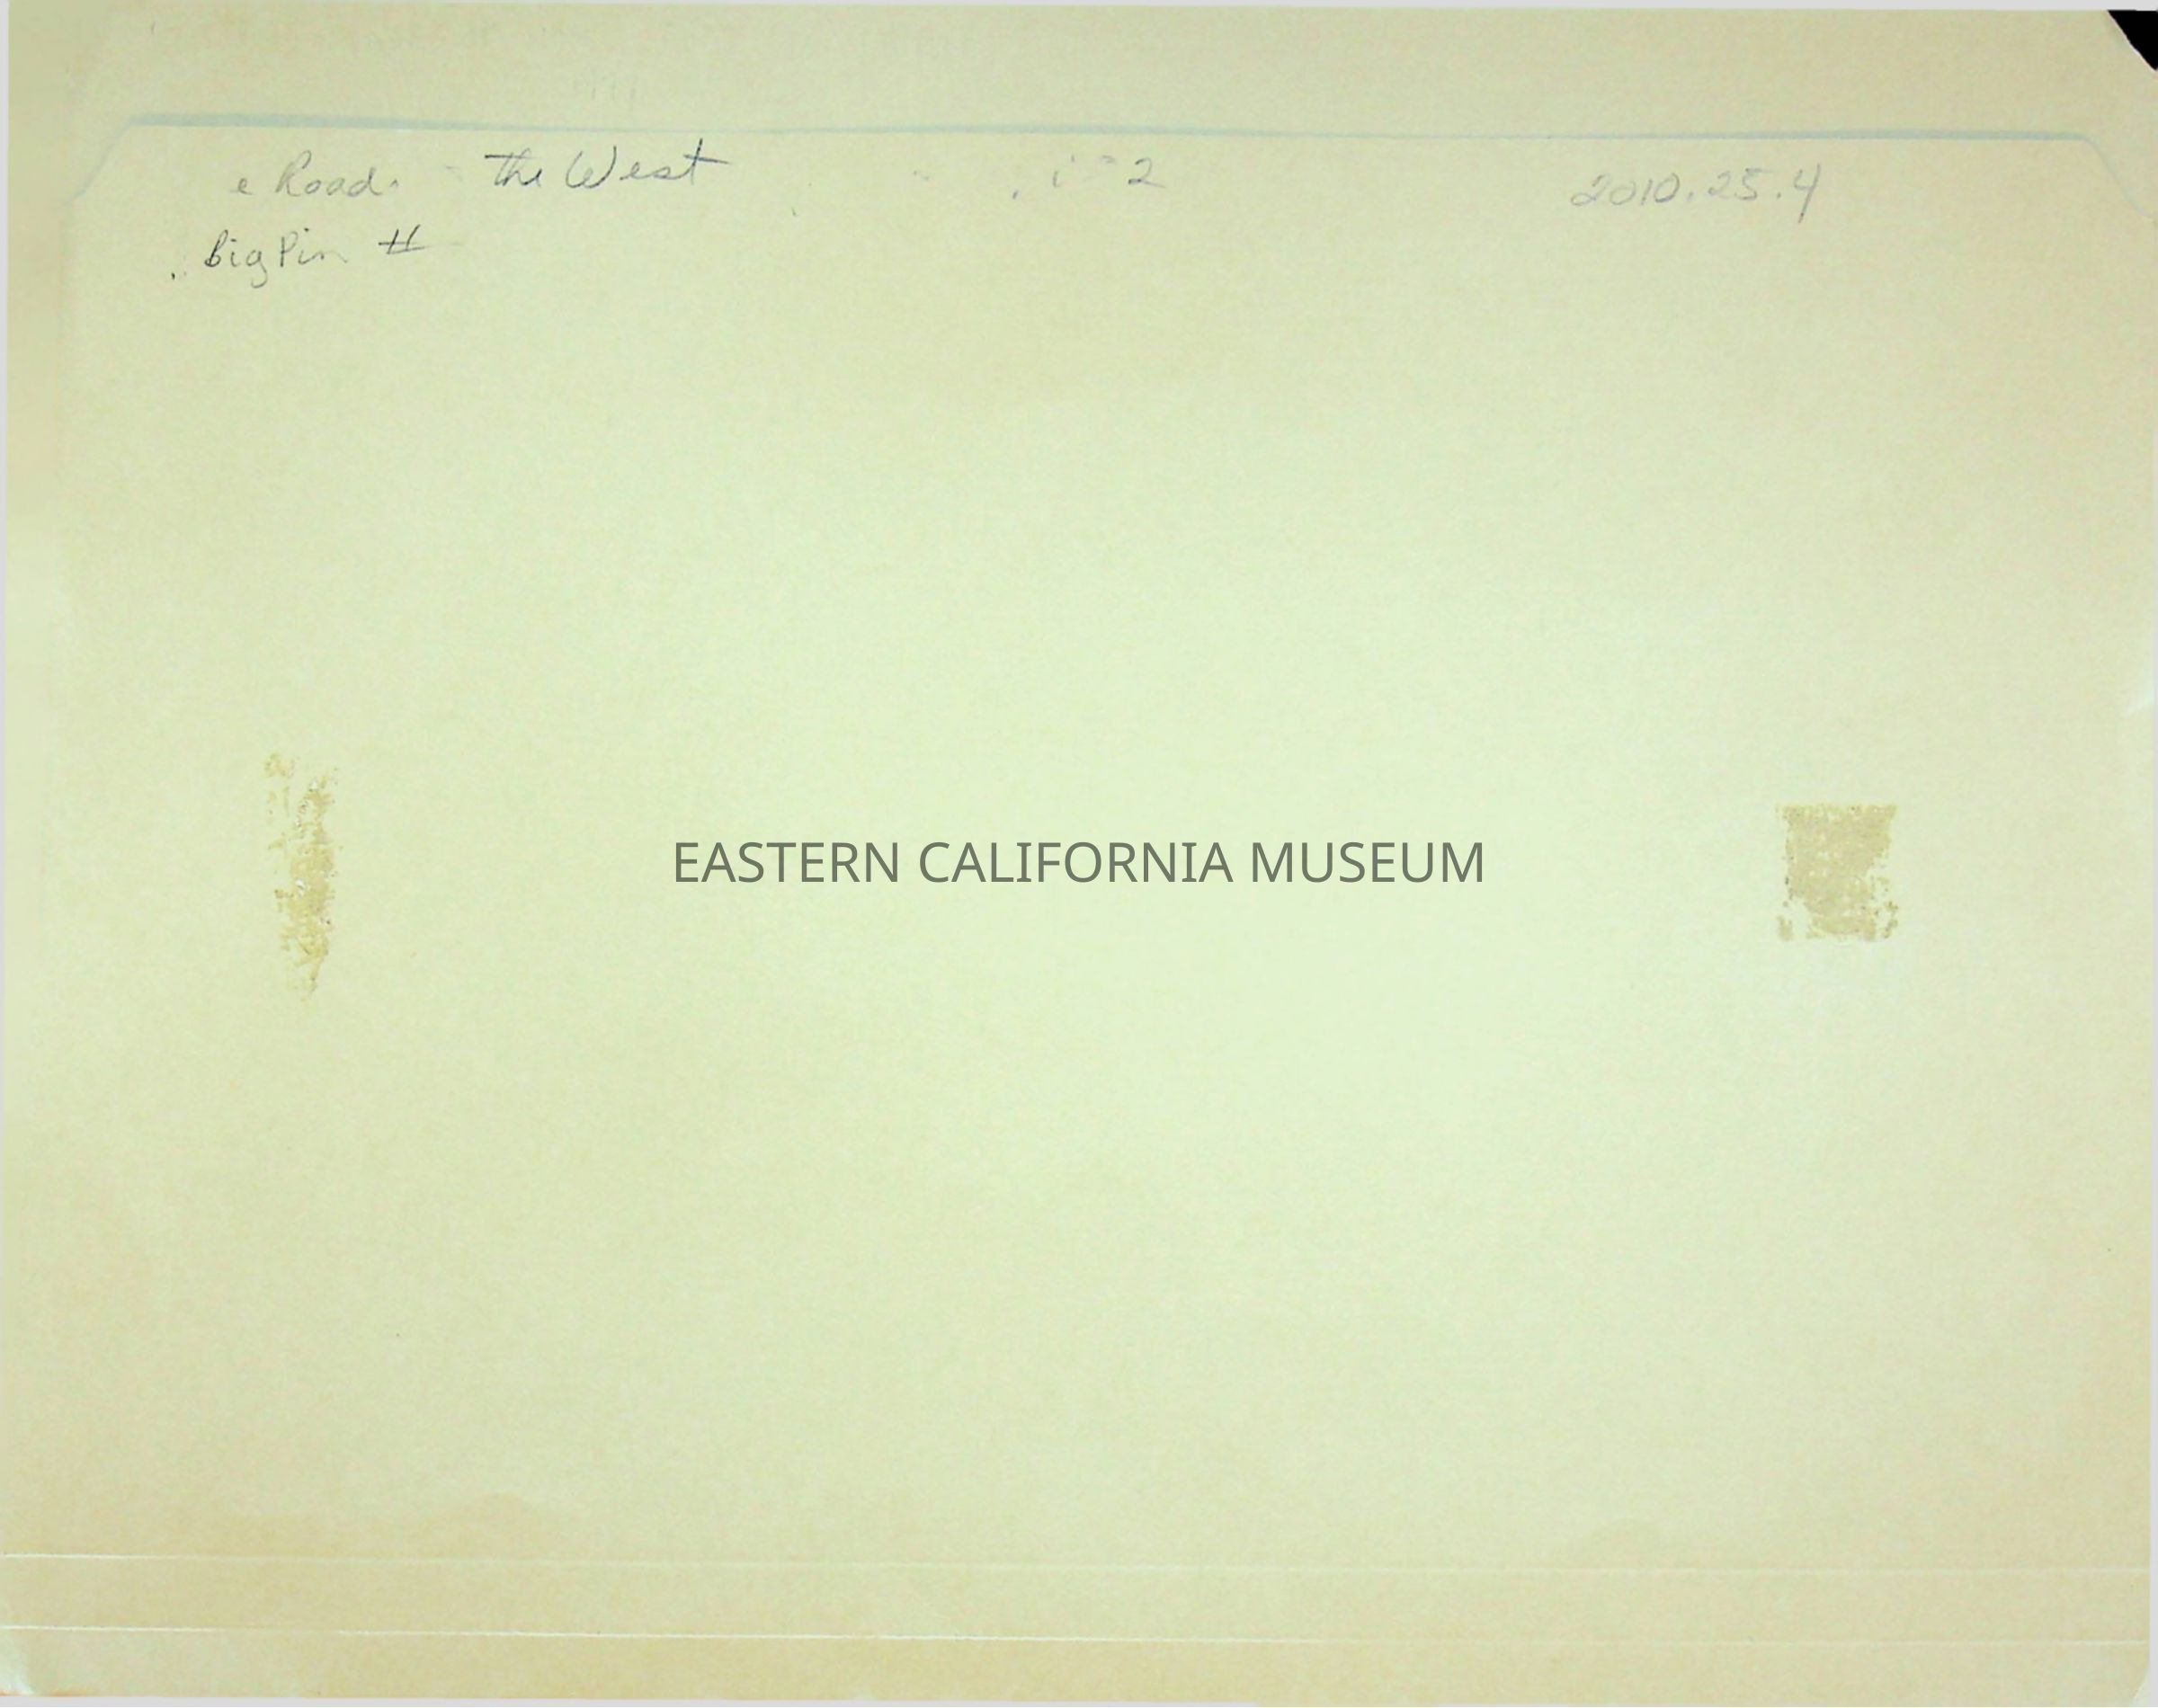 e Road. - The West 2 2010.25.4
Big Pin #
EASTERN CALIFORNIA MUSEUM